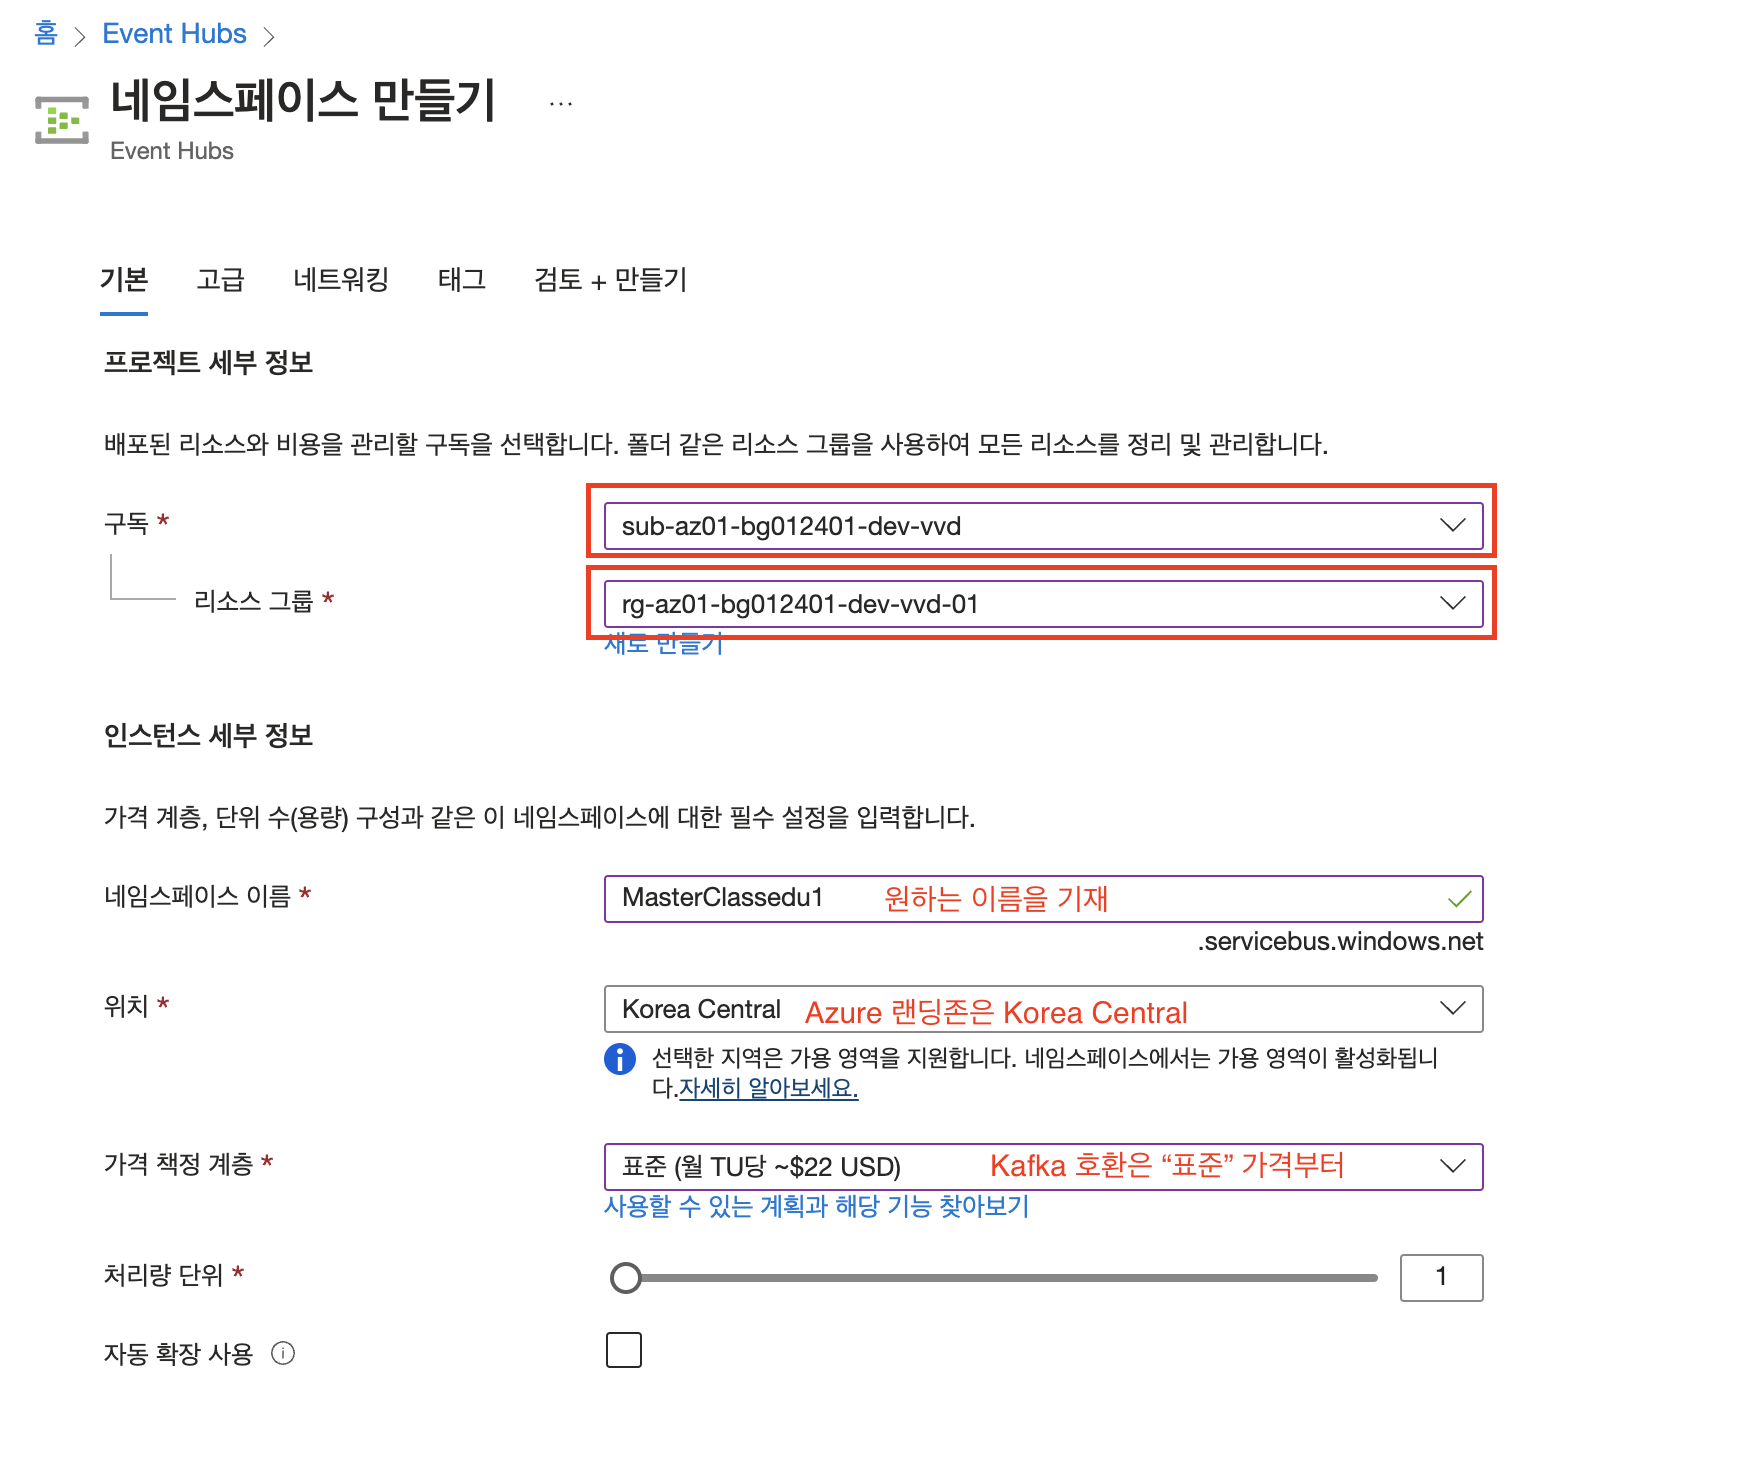 홈 > Event Hubs >
네임스페이스 만들기 ...
Event Hubs
기본 고급 네트워킹 태그 검토 + 만들기
프로젝트 세부 정보
배포된 리소스와 비용을 관리할 구독을 선택합니다. 폴더 같은 리소스 그룹을 사용하여 모든 리소스를 정리 및 관리합니다.
구독 * sub-az01-bg012401-dev-vvd
리소스 그룹 * rg-az01-bg012401-dev-vvd-01
새로 만들기
인스턴스 세부 정보
가격 계층, 단위 수(용량) 구성과 같은 이 네임스페이스에 대한 필수 설정을 입력합니다.
네임스페이스 이름 * MasterClassedu1 원하는 이름을 기재
.servicebus.windows.net
위치 * Korea Central Azure 랜딩존은 Korea Central
선택한 지역은 가용 영역을 지원합니다. 네임스페이스에서는 가용 영역이 활성화됩니
다.자세히 알아보세요.
가격 책정 계층 * 표준 (월 TU당 ~$22 USD) Kafka 호환은 “표준” 가격부터
사용할 수 있는 계획과 해당 기능 찾아보기
처리량 단위 * 1
자동 확장 사용